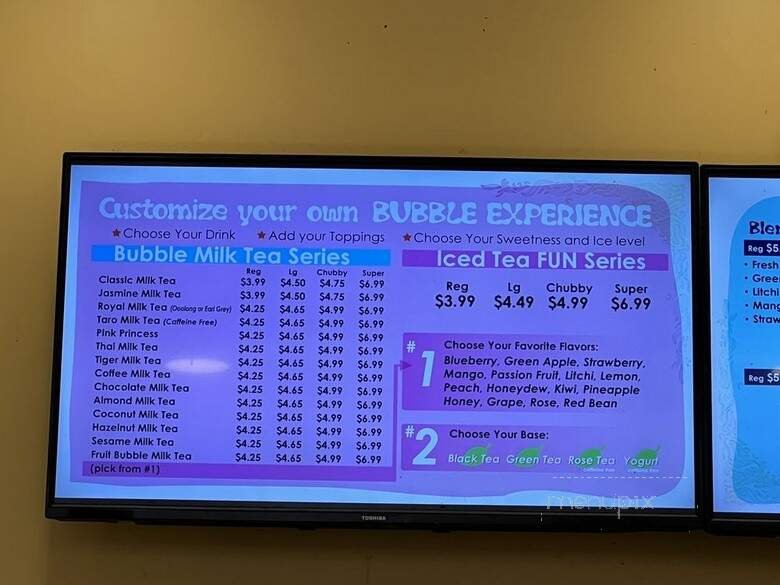 Customize your own BUBBLE EXPERIENCE
★Choose Your Drink ★Add your Toppings ★Choose Your Sweetness and Ice level
Bubble Milk Tea Series
Reg Lg Chubby Super
Classic Milk Tea $3.99 $4.50 $4.75 $6.99
Jasmine Milk Tea $3.99 $4.50 $4.75 $6.99
Royal Milk Tea (Ooolong or Earl Grey) $4.25 $4.65 $4.99 $6.99
Taro Milk Tea (Caffeine Free) $4.25 $4.65 $4.99 $6.99
Pink Princess $4.25 $4.65 $4.99 $6.99
Thai Milk Tea $4.25 $4.65 $4.99 $6.99
Tiger Milk Tea $4.25 $4.65 $4.99 $6.99
Coffee Milk Tea $4.25 $4.65 $4.99 $6.99
Chocolate Milk Tea $4.25 $4.65 $4.99 $6.99
Almond Milk Tea $4.25 $4.65 $4.99 $6.99
Coconut Milk Tea $4.25 $4.65 $4.99 $6.99
Hazelnut Milk Tea $4.25 $4.65 $4.99 $6.99
Sesame Milk Tea $4.25 $4.65 $4.99 $6.99
Fruit Bubble Milk Tea $4.25 $4.65 $4.99 $6.99
(pick from #1)
Iced Tea FUN Series
Reg Lg Chubby Super
$3.99 $4.49 $4.99 $6.99
#1 Choose Your Favorite Flavors:
Blueberry, Green Apple, Strawberry,
Mango, Passion Fruit, Litchi, Lemon,
Peach, Honeydew, Kiwi, Pineapple
Honey, Grape, Rose, Red Bean
#2 Choose Your Base:
Black Tea Green Tea Rose Tea Yogurt
caffeine free caffeine free
TOSHIBA
menupix
Blen
Reg $5
• Fresh
• Gree
• Litchi
• Mang
• Straw
Reg $5